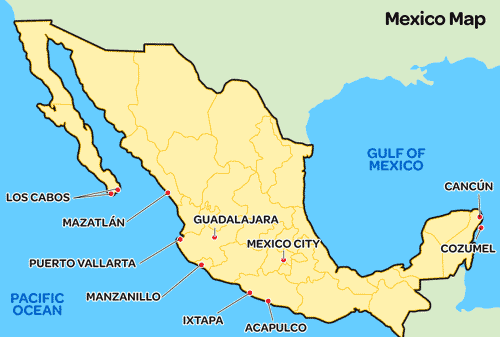 Mexico Map
GULF OF
MEXICO
CANCÚN
LOS CABOS
MAZATLÁN
GUADALAJARA
MEXICO CITY
COZUMEL
PUERTO VALLARTA
MANZANILLO
PACIFIC
OCEAN
IXTAPA
ACAPULCO